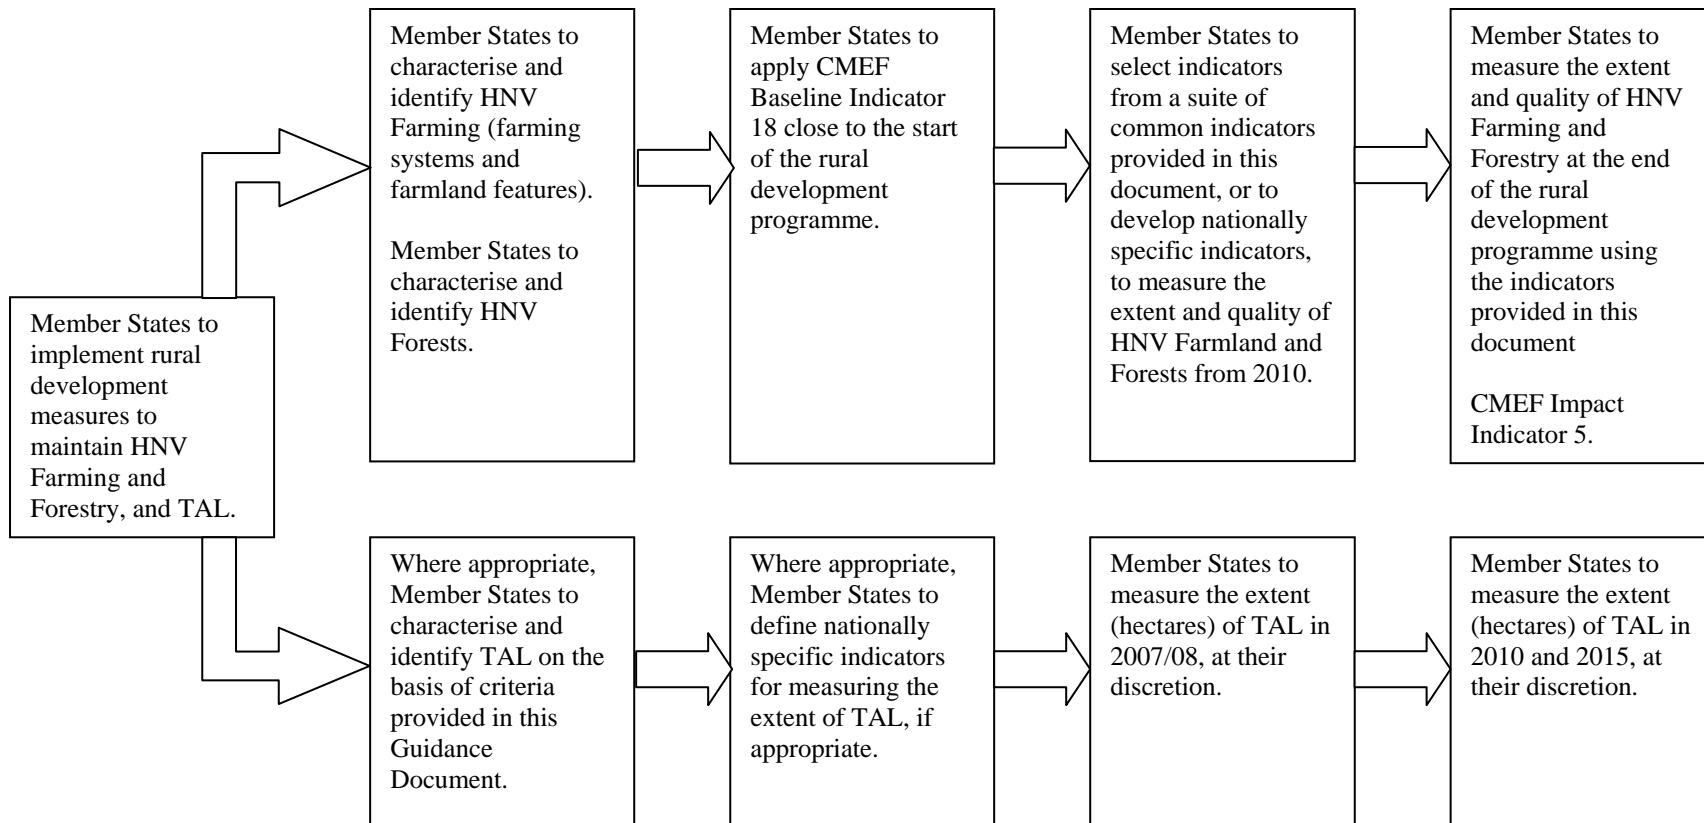 Member States to
implement rural
development
measures to
maintain HNV
Farming and
Forestry, and TAL.
Member States to
characterise and
identify HNV
Farming (farming
systems and
farmland features).
Member States to
characterise and
identify HNV
Forests.
Member States to
apply CMEF
Baseline Indicator
18 close to the start
of the rural
development
programme.
Member States to
select indicators
from a suite of
common indicators
provided in this
document, or to
develop nationally
specific indicators,
to measure the
extent and quality of
HNV Farmland and
Forests from 2010.
Member States to
measure the extent
and quality of HNV
Farming and
Forestry at the end
of the rural
development
programme using
the indicators
provided in this
document
CMEF Impact
Indicator 5.
Where appropriate,
Member States to
characterise and
identify TAL on the
basis of criteria
provided in this
Guidance
Document.
Where appropriate,
Member States to
define nationally
specific indicators
for measuring the
extent of TAL, if
appropriate.
Member States to
measure the extent
(hectares) of TAL in
2007/08, at their
discretion.
Member States to
measure the extent
(hectares) of TAL in
2010 and 2015, at
their discretion.